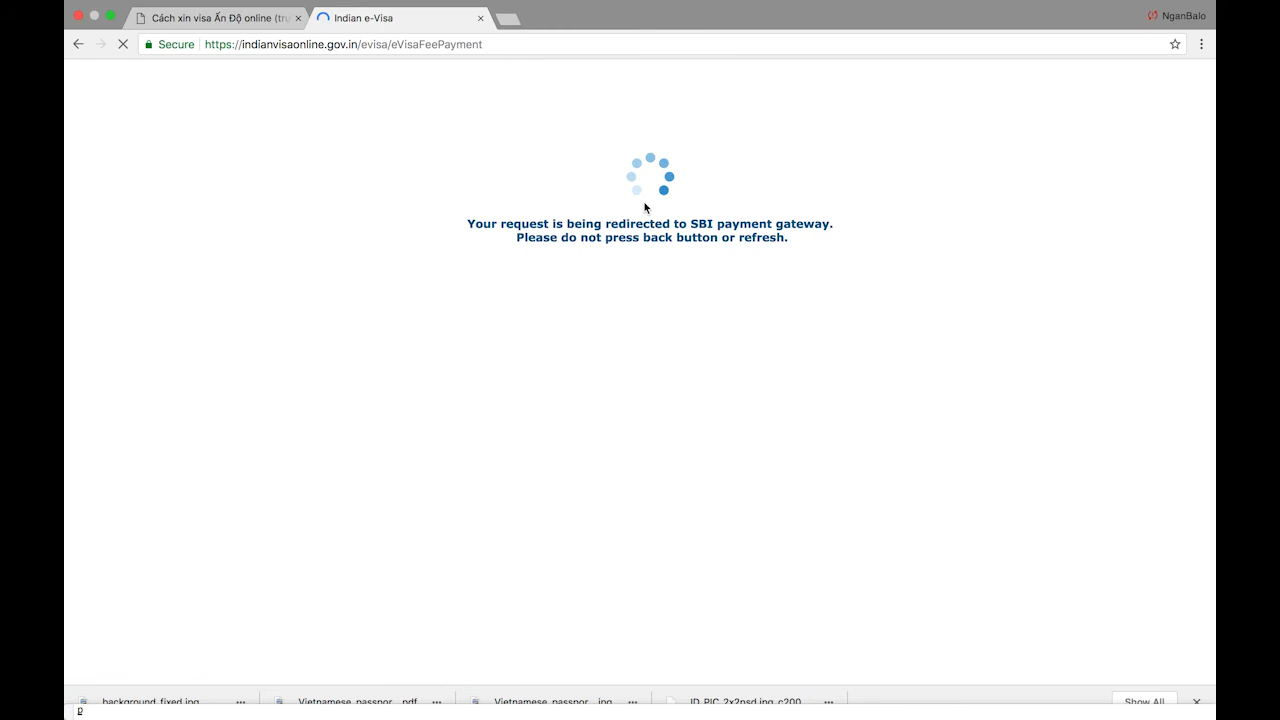 Cách xin visa Ấn Độ online (trự
Indian e-Visa
NganBalo
Secure
https://indianvisaonline.gov.in/evisa/eVisaFeePayment
Your request is being redirected to SBI payment gateway.
Please do not press back button or refresh.
background_fixed.jpg
Vietnamese_passpor...pdf
Vietnamese_passpor...jpg
ID_PIC_2x2psd.jpg_c200...
Show All